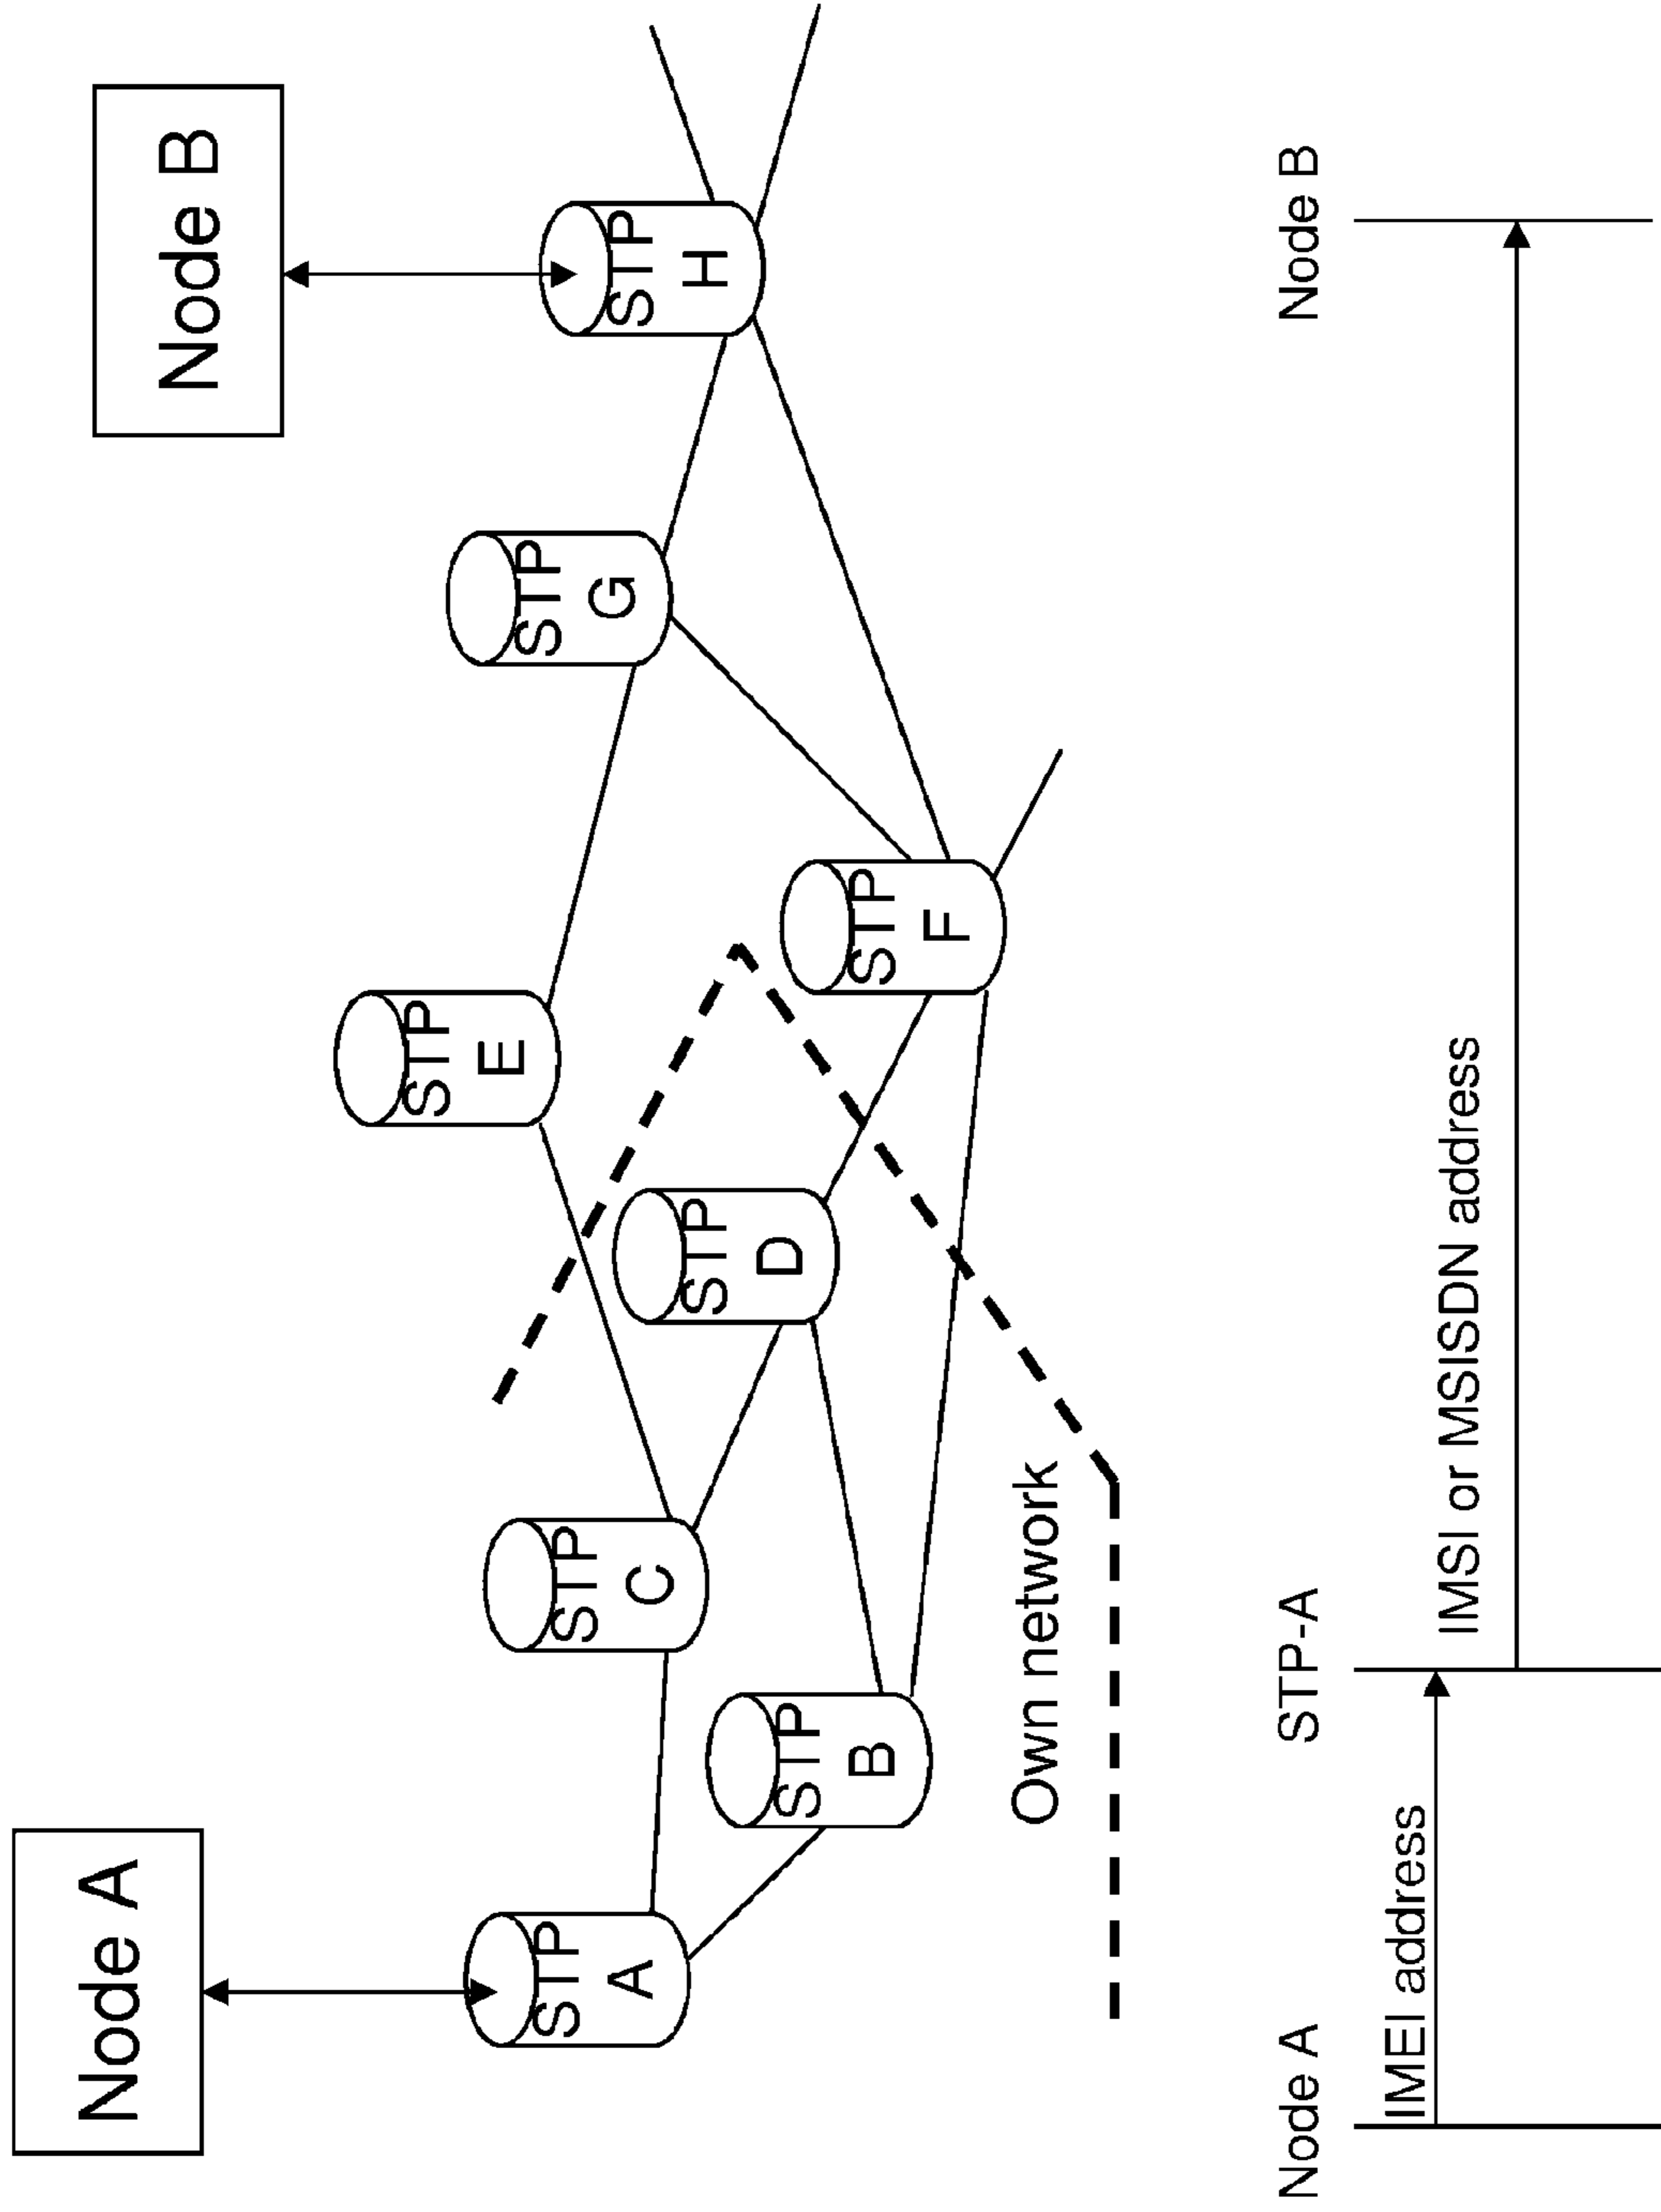 Node A
Node B
STP
A
STP
B
STP
C
STP
D
STP
E
STP
F
STP
G
STP
H
Own network
Node A
STP-A
Node B
IMEI address
IMSI or MSISDN address